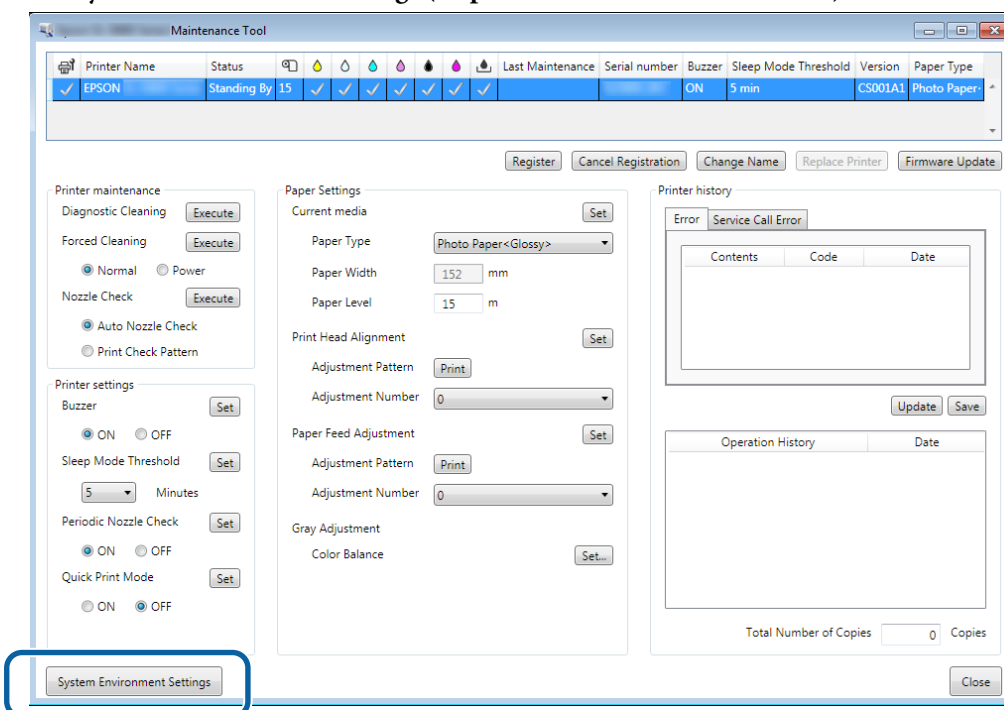 Maintenance Tool
Printer Name Status Last Maintenance Serial number Buzzer Sleep Mode Threshold Version Paper Type
EPSON Standing By 15 ON 5 min CS001A1 Photo Paper
Register Cancel Registration Change Name Replace Printer Firmware Update
Printer maintenance
Diagnostic Cleaning Execute
Forced Cleaning Execute
Normal Power
Nozzle Check Execute
Auto Nozzle Check
Print Check Pattern
Printer settings
Buzzer Set
ON OFF
Sleep Mode Threshold Set
5 Minutes
Periodic Nozzle Check Set
ON OFF
Quick Print Mode Set
ON OFF
Paper Settings
Current media Set
Paper Type Photo Paper<Glossy>
Paper Width 152 mm
Paper Level 15 m
Print Head Alignment Set
Adjustment Pattern Print
Adjustment Number 0
Paper Feed Adjustment Set
Adjustment Pattern Print
Adjustment Number 0
Gray Adjustment
Color Balance Set...
Printer history
Error Service Call Error
Contents Code Date
Update Save
Operation History Date
Total Number of Copies 0 Copies
System Environment Settings Close